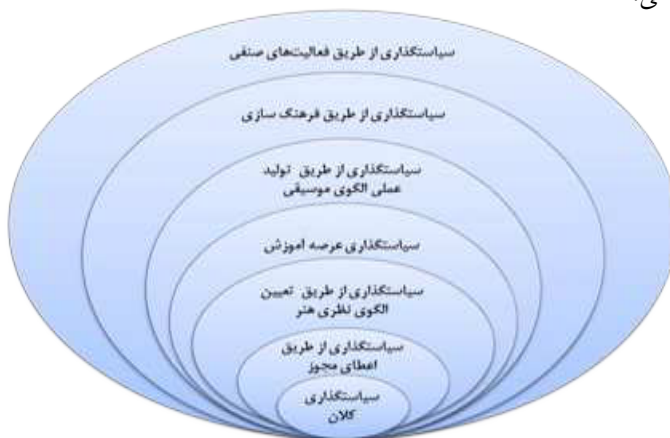 سیاستگذاری از طریق فعالیت‌های صنفی
سیاستگذاری از طریق فرهنگ سازی
سیاستگذاری از طریق تولید
عملی الگوی موسیقی
سیاستگذاری عرصه آموزش
سیاستگذاری از طریق تعیین
الگوی نظری هنر
سیاستگذاری از طریق
اعطای مجوز
سیاستگذاری
کلان